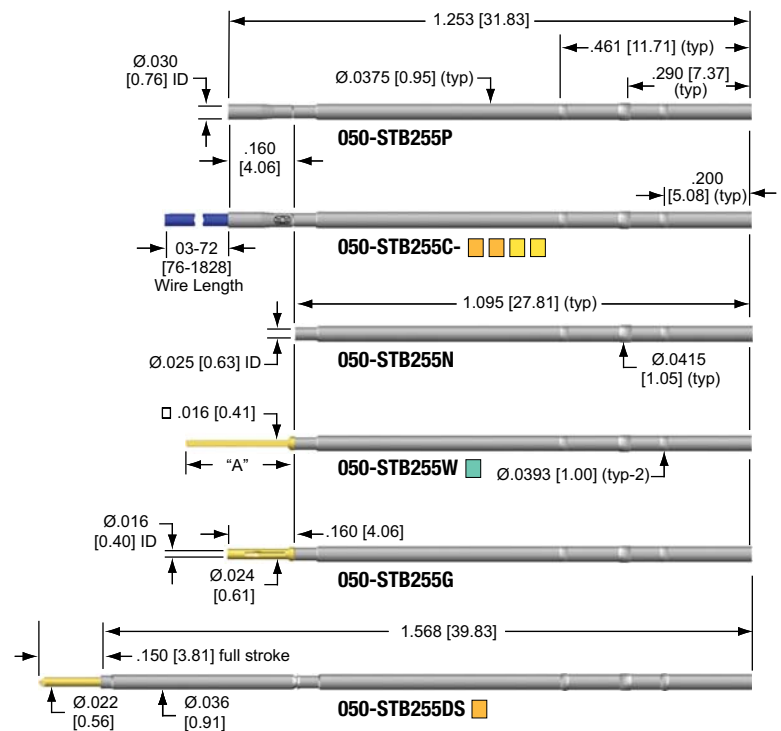 1.253 [31.83]
.461 [11.71] (typ)
Ø.030
[0.76] ID
Ø.0375 [0.95] (typ)
.290 [7.37]
(typ)
050-STB255P
.160
[4.06]
.200
[5.08] (typ)
03-72
[76-1828]
Wire Length
050-STB255C-
1.095 [27.81] (typ)
Ø.025 [0.63] ID
050-STB255N
Ø.0415
[1.05] (typ)
.016 [0.41]
“A”
050-STB255W
Ø.0393 [1.00] (typ-2)
Ø.016
[0.40] ID
.160 [4.06]
Ø.024
[0.61]
050-STB255G
1.568 [39.83]
.150 [3.81] full stroke
Ø.022
[0.56]
Ø.036
[0.91]
050-STB255DS